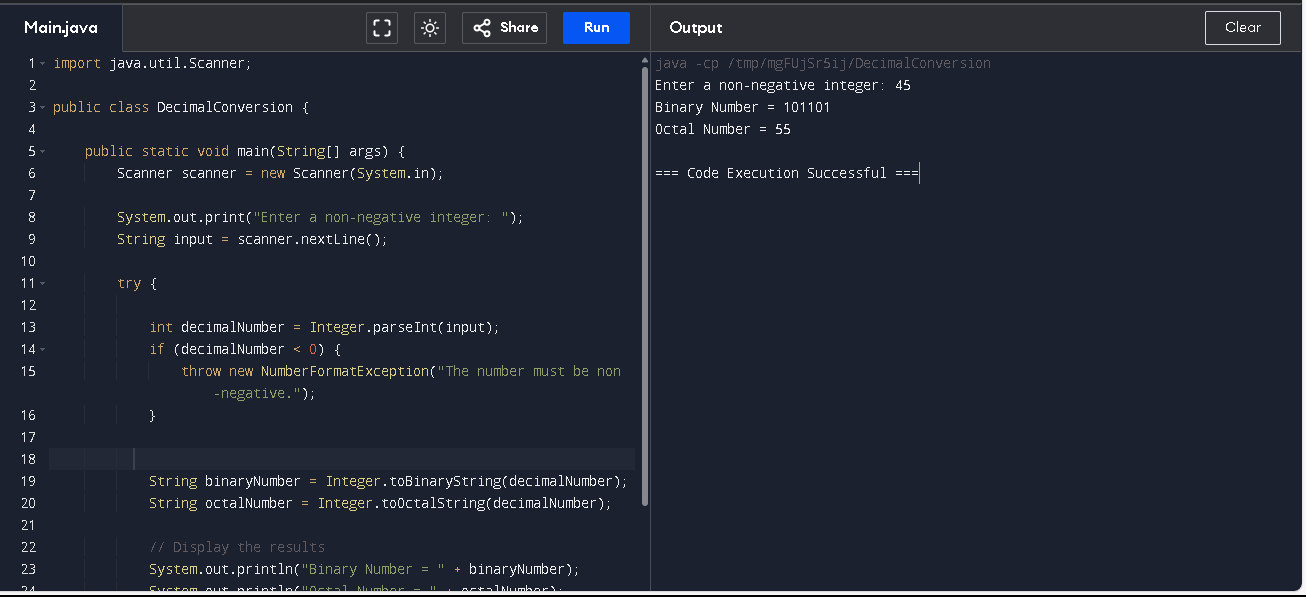 Main.java
Share
Run
Output
Clear
1 import java.util.Scanner;
2
3 public class DecimalConversion {
4
5     public static void main(String[] args) {
6         Scanner scanner = new Scanner(System.in);
7
8         System.out.print("Enter a non-negative integer: ");
9         String input = scanner.nextLine();
10
11         try {
12
13             int decimalNumber = Integer.parseInt(input);
14             if (decimalNumber < 0) {
15                 throw new NumberFormatException("The number must be non
-negative.");
16             }
17
18
19             String binaryNumber = Integer.toBinaryString(decimalNumber);
20             String octalNumber = Integer.toOctalString(decimalNumber);
21
22             // Display the results
23             System.out.println("Binary Number = " + binaryNumber);
24             System.out.println("Octal Number = " + octalNumber);
java -cp /tmp/mgFUjSr5ij/DecimalConversion
Enter a non-negative integer: 45
Binary Number = 101101
Octal Number = 55
=== Code Execution Successful ===